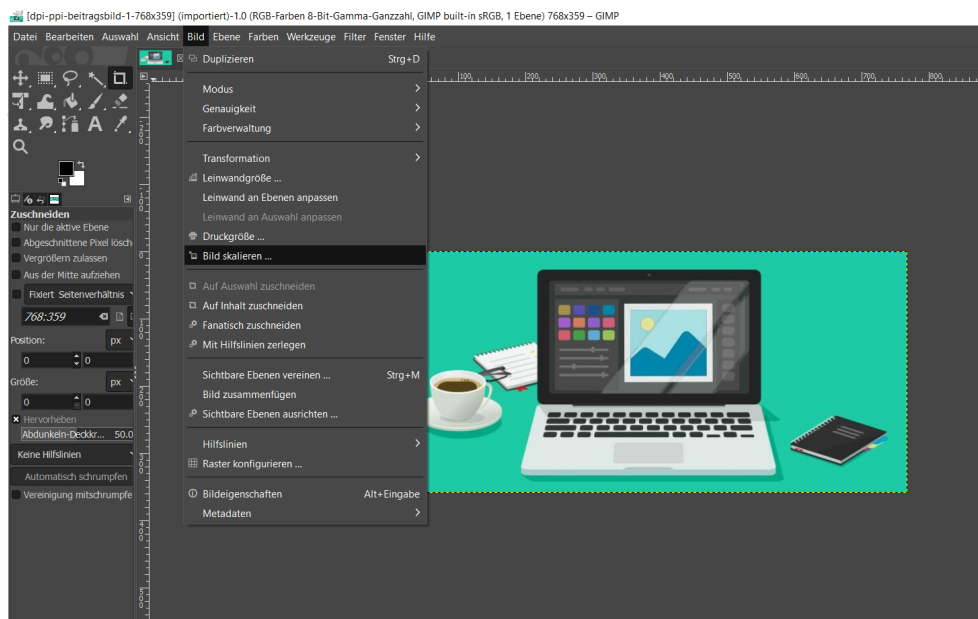 [dpi-ppi-beitragsbild-1-768x359] (importiert)-1.0 (RGB-Farben 8-Bit-Gamma-Ganzzahl, GIMP built-in sRGB, 1 Ebene) 768x359 – GIMP
Datei Bearbeiten Auswahl Ansicht Bild Ebene Farben Werkzeuge Filter Fenster Hilfe
Duplizieren Strg+D
100 200 300 400 500 600 700 800
Modus
Genauigkeit
Farbverwaltung
Transformation
Leinwandgröße ...
Leinwand an Ebenen anpassen
Leinwand an Auswahl anpassen
Druckgröße ...
Bild skalieren ...
Auf Auswahl zuschneiden
Auf Inhalt zuschneiden
Fanatisch zuschneiden
Mit Hilfslinien zerlegen
Sichtbare Ebenen vereinen ... Strg+M
Bild zusammenfügen
Sichtbare Ebenen ausrichten ...
Hilfslinien
Raster konfigurieren ...
Bildeigenschaften Alt+Eingabe
Metadaten
Zuschneiden
Nur die aktive Ebene
Abgeschnittene Pixel lösch
Vergrößern zulassen
Aus der Mitte aufziehen
Fixiert Seitenverhältnis
768:359
Position: px
0 0
Größe: px
0 0
Hervorheben
Abdunkeln-Deckkr... 50.0
Keine Hilfslinien
Automatisch schrumpfen
Vereinigung mitschrumpfe